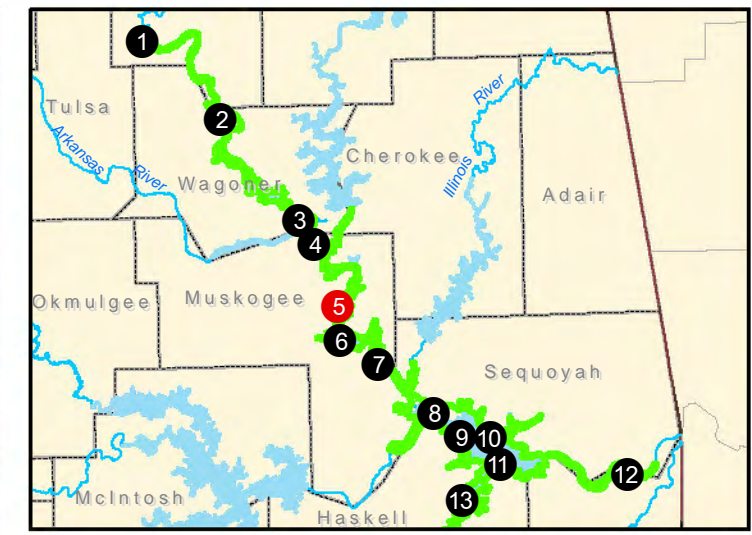 1
2
Tulsa
Arkansas
River
Wagoner
Cherokee
River
Illinois
Adair
3
4
Okmulgee
Muskogee
5
6
7
Sequoyah
8
9
10
11
12
13
McIntosh
Haskell